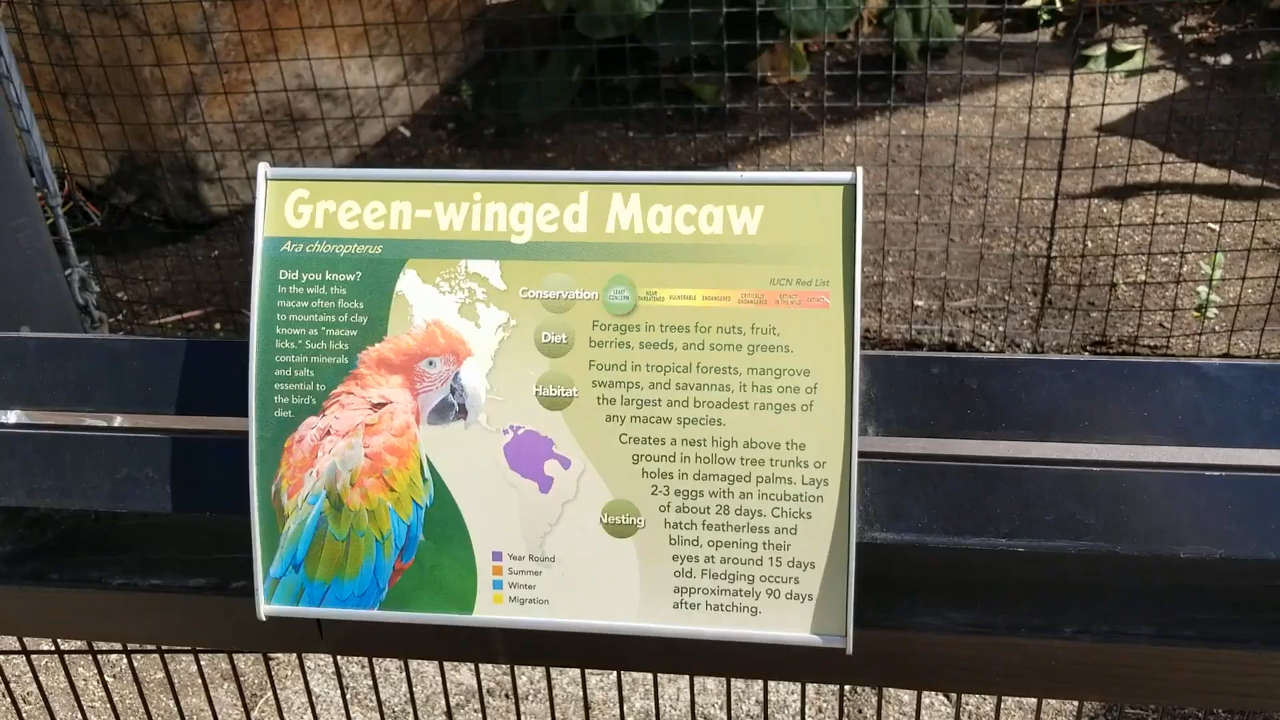 Green-winged Macaw
Ara chloropterus
Did you know?
In the wild, this
macaw often flocks
to mountains of clay
known as "macaw
licks." Such licks
contain minerals
and salts
essential to
the bird's
diet.
IUCN Red List
Conservation
LEAST CONCERN
NEAR THREATENED
VULNERABLE
ENDANGERED
CRITICALLY ENDANGERED
EXTINCT IN THE WILD
EXTINCT
Diet
Forages in trees for nuts, fruit,
berries, seeds, and some greens.
Habitat
Found in tropical forests, mangrove
swamps, and savannas, it has one of
the largest and broadest ranges of
any macaw species.
Nesting
Creates a nest high above the
ground in hollow tree trunks or
holes in damaged palms. Lays
2-3 eggs with an incubation
of about 28 days. Chicks
hatch featherless and
blind, opening their
eyes at around 15 days
old. Fledging occurs
approximately 90 days
after hatching.
Year Round
Summer
Winter
Migration